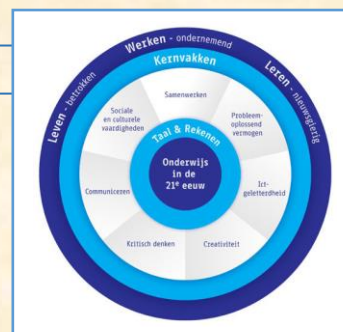 Werken - ondernemend
Leven - betrokken
Leren - nieuwsgierig
Kernvakken
Samenwerken
Sociale
en culturele
vaardigheden
Probleem-
oplossend
vermogen
Taal & Rekenen
Onderwijs
in de
21e eeuw
Communiceren
Ict-
geletterdheid
Kritisch denken
Creativiteit